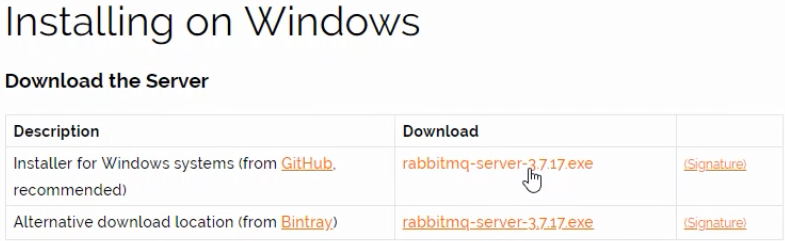 Installing on Windows
Download the Server
Description Download
Installer for Windows systems (from GitHub, rabbitmq-server-3.7.17.exe (Signature)
recommended)
Alternative download location (from Bintray) rabbitmq-server-3.7.17.exe (Signature)